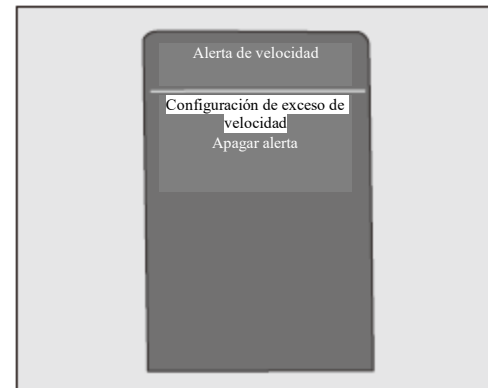 Alerta de velocidad
Configuración de exceso de
velocidad
Apagar alerta